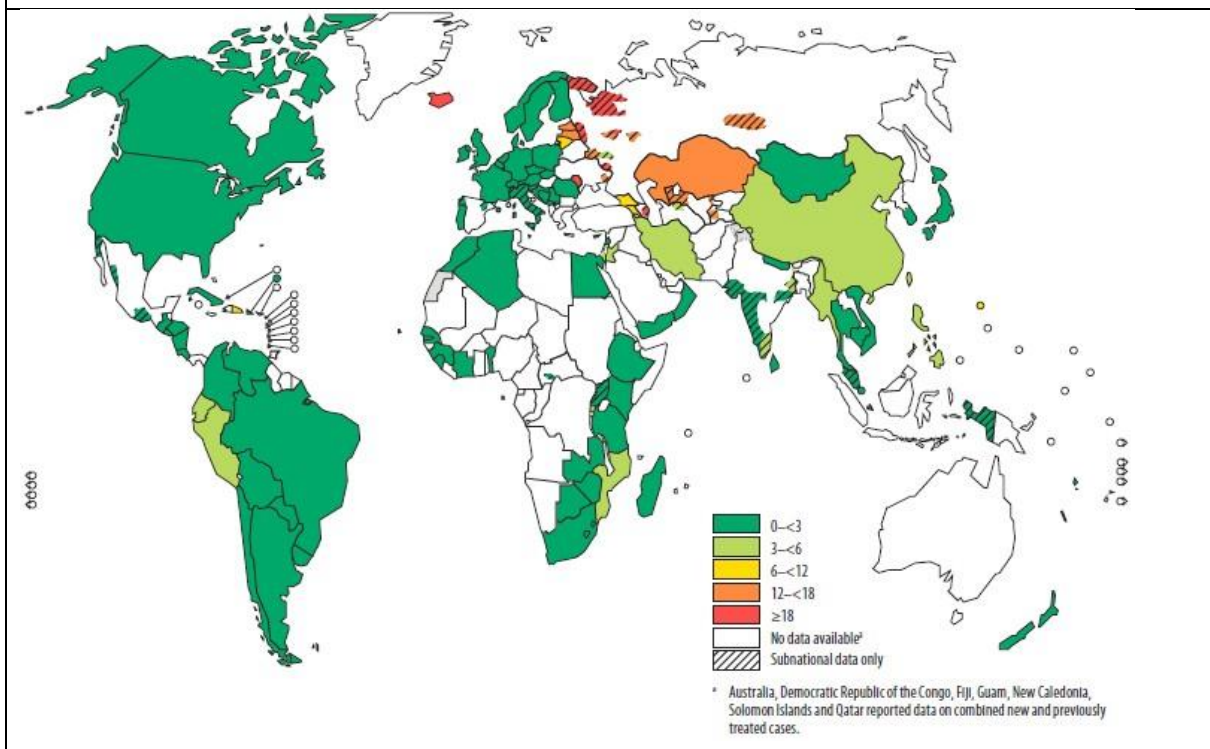 0–<3
3–<6
6–<12
12–<18
≥18
No data availableª
Subnational data only
ª Australia, Democratic Republic of the Congo, Fiji, Guam, New Caledonia,
Solomon Islands and Qatar reported data on combined new and previously
treated cases.